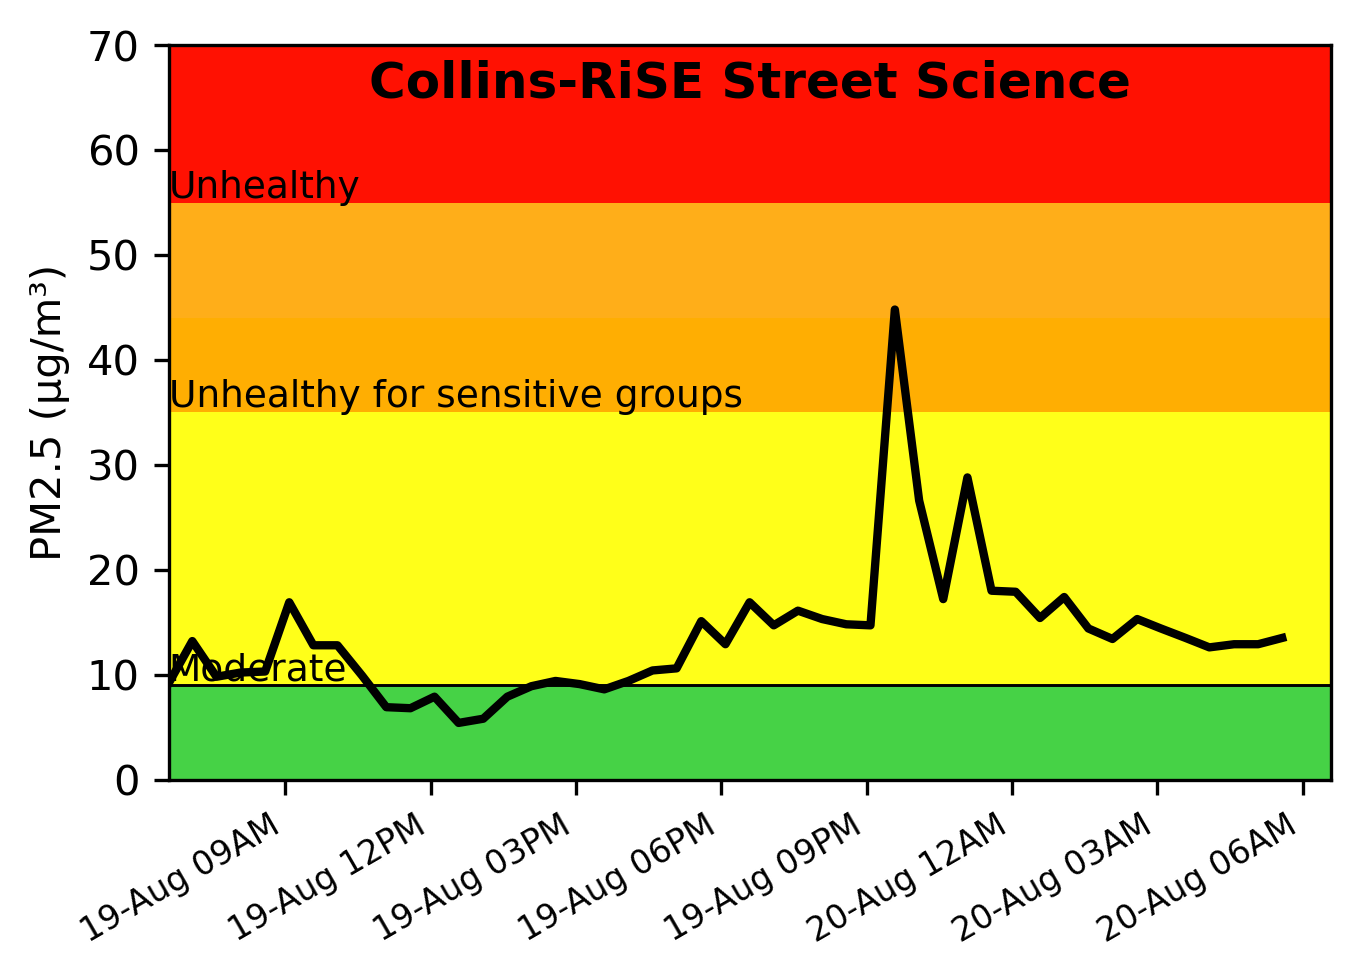 Collins-RiSE Street Science
PM2.5 (µg/m³)
70
60
50
40
30
20
10
0
Unhealthy
Unhealthy for sensitive groups
Moderate
19-Aug 09AM
19-Aug 12PM
19-Aug 03PM
19-Aug 06PM
19-Aug 09PM
20-Aug 12AM
20-Aug 03AM
20-Aug 06AM